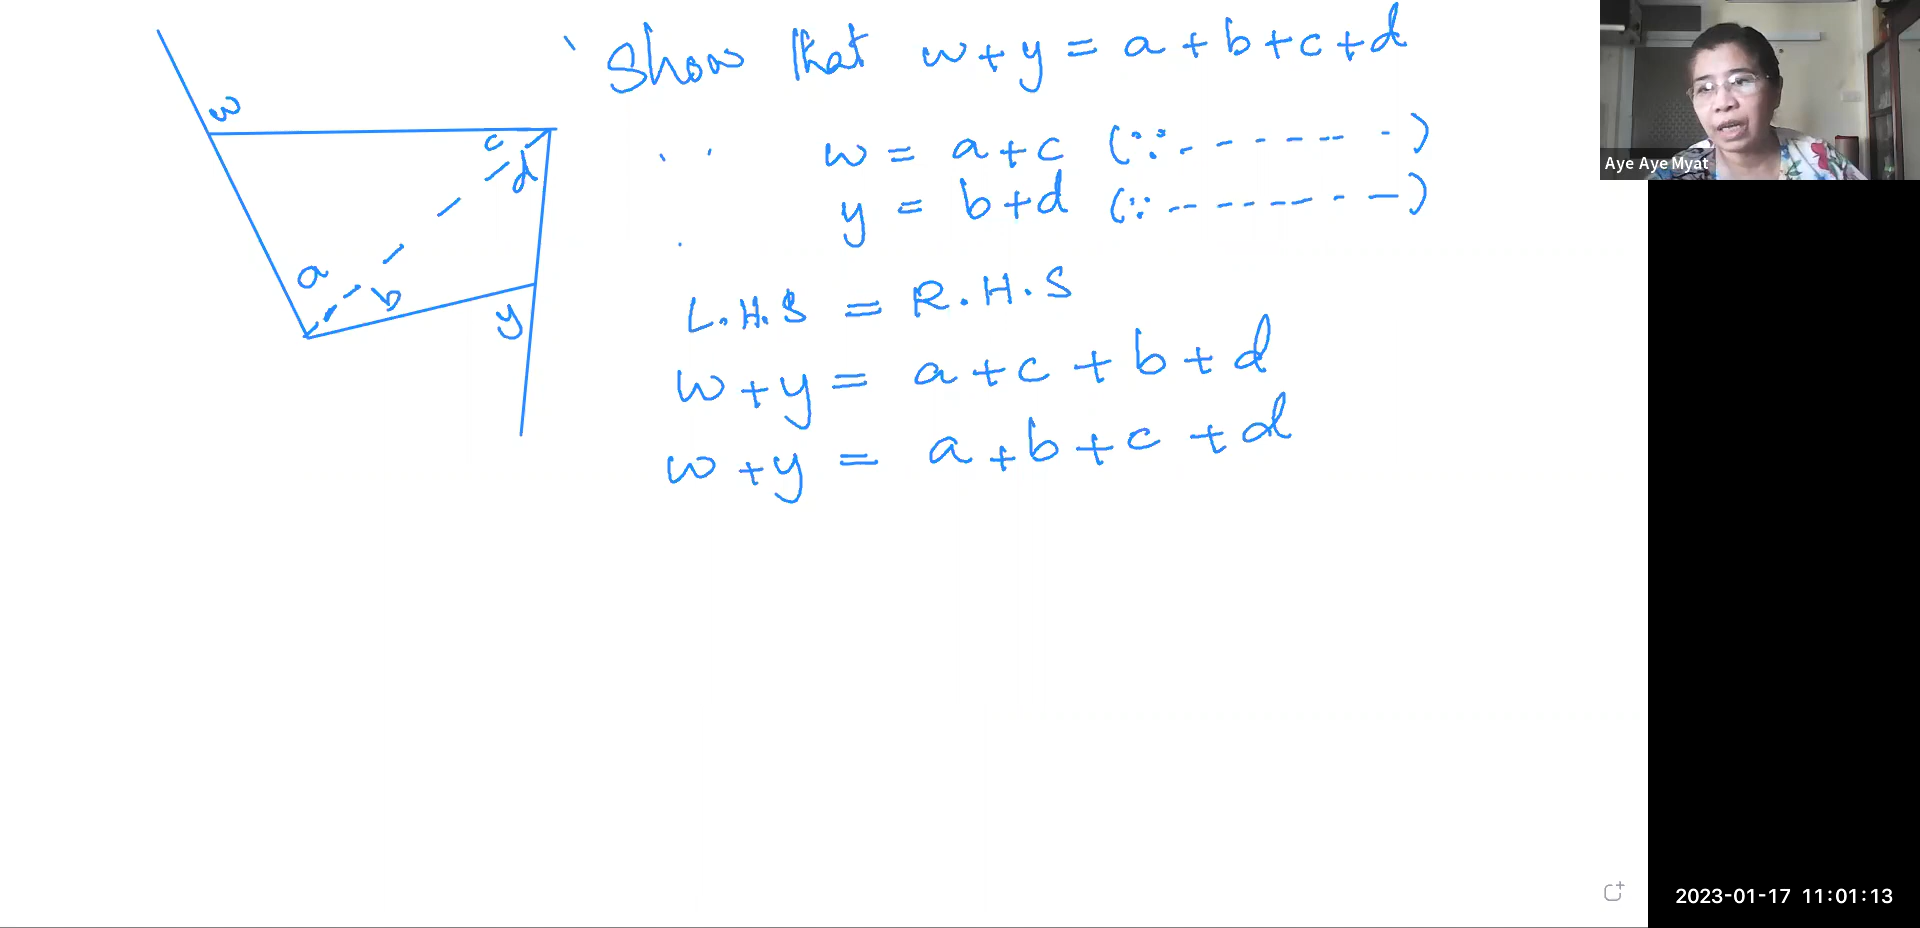 Show that w + y = a + b + c + d
w = a + c (∵ - - - - - - -)
y = b + d (∵ - - - - - - -)
L.H.S = R.H.S
w + y = a + c + b + d
w + y = a + b + c + d
w
c
d
a
b
y
Aye Aye Myat
2023-01-17 11:01:13